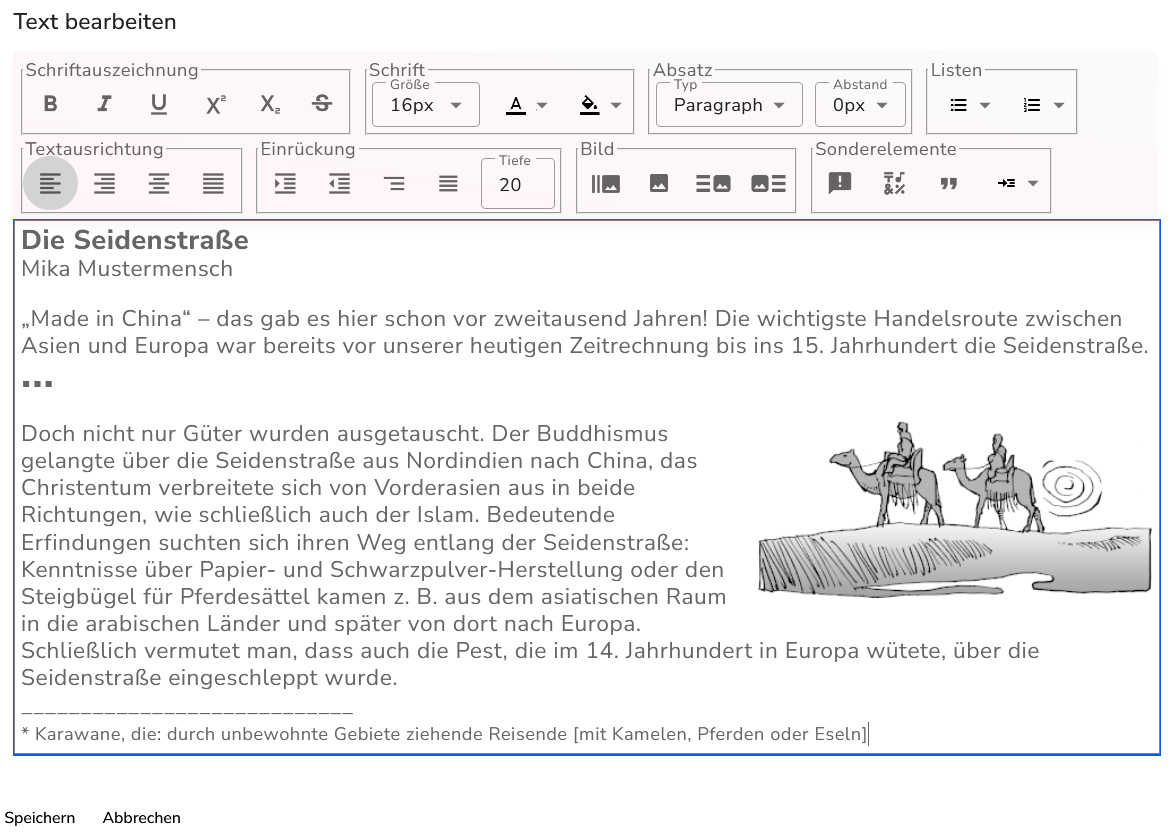 Text bearbeiten
Schriftauszeichnung
B I U X² X₂ S
Schrift
Größe
16px
A
Absatz
Typ
Paragraph
Abstand
0px
Listen
Textausrichtung
Einrückung
Tiefe
20
Bild
Sonderelemente
Die Seidenstraße
Mika Mustermensch
„Made in China“ – das gab es hier schon vor zweitausend Jahren! Die wichtigste Handelsroute zwischen
Asien und Europa war bereits vor unserer heutigen Zeitrechnung bis ins 15. Jahrhundert die Seidenstraße.
...
Doch nicht nur Güter wurden ausgetauscht. Der Buddhismus
gelangte über die Seidenstraße aus Nordindien nach China, das
Christentum verbreitete sich von Vorderasien aus in beide
Richtungen, wie schließlich auch der Islam. Bedeutende
Erfindungen suchten sich ihren Weg entlang der Seidenstraße:
Kenntnisse über Papier- und Schwarzpulver-Herstellung oder den
Steigbügel für Pferdesättel kamen z. B. aus dem asiatischen Raum
in die arabischen Länder und später von dort nach Europa.
Schließlich vermutet man, dass auch die Pest, die im 14. Jahrhundert in Europa wütete, über die
Seidenstraße eingeschleppt wurde.
____________________________
* Karawane, die: durch unbewohnte Gebiete ziehende Reisende [mit Kamelen, Pferden oder Eseln]
Speichern Abbrechen